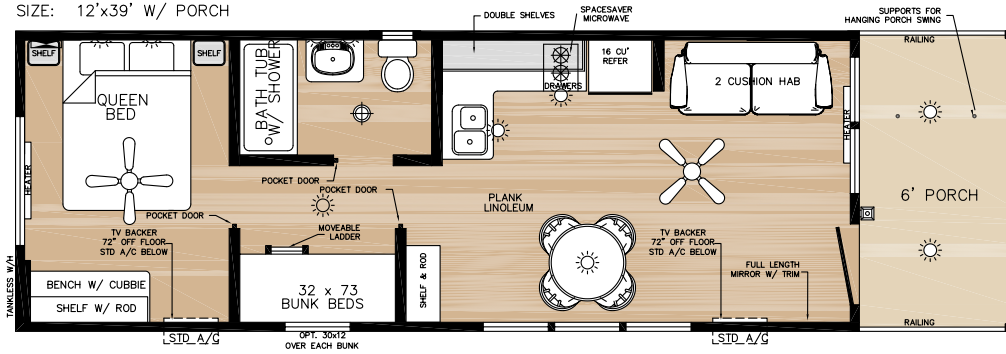 SIZE: 12'x39' W/ PORCH
DOUBLE SHELVES
SPACESAVER
MICROWAVE
SUPPORTS FOR
HANGING PORCH SWING
RAILING
SHELF
SHELF
BATH TUB
W/ SHOWER
16 CU'
REFER
DRAWERS
2 CUSHION HAB
QUEEN
BED
HEATER
HEATER
POCKET DOOR
POCKET DOOR
POCKET DOOR
PLANK
LINOLEUM
6' PORCH
MOVEABLE
LADDER
TV BACKER
72" OFF FLOOR
STD A/C BELOW
TV BACKER
72" OFF FLOOR
STD A/C BELOW
FULL LENGTH
MIRROR W/ TRIM
TANKLESS W/H
BENCH W/ CUBBIE
SHELF W/ ROD
32 x 73
BUNK BEDS
SHELF & ROD
RAILING
STD A/C
OPT. 30x12
OVER EACH BUNK
STD A/C